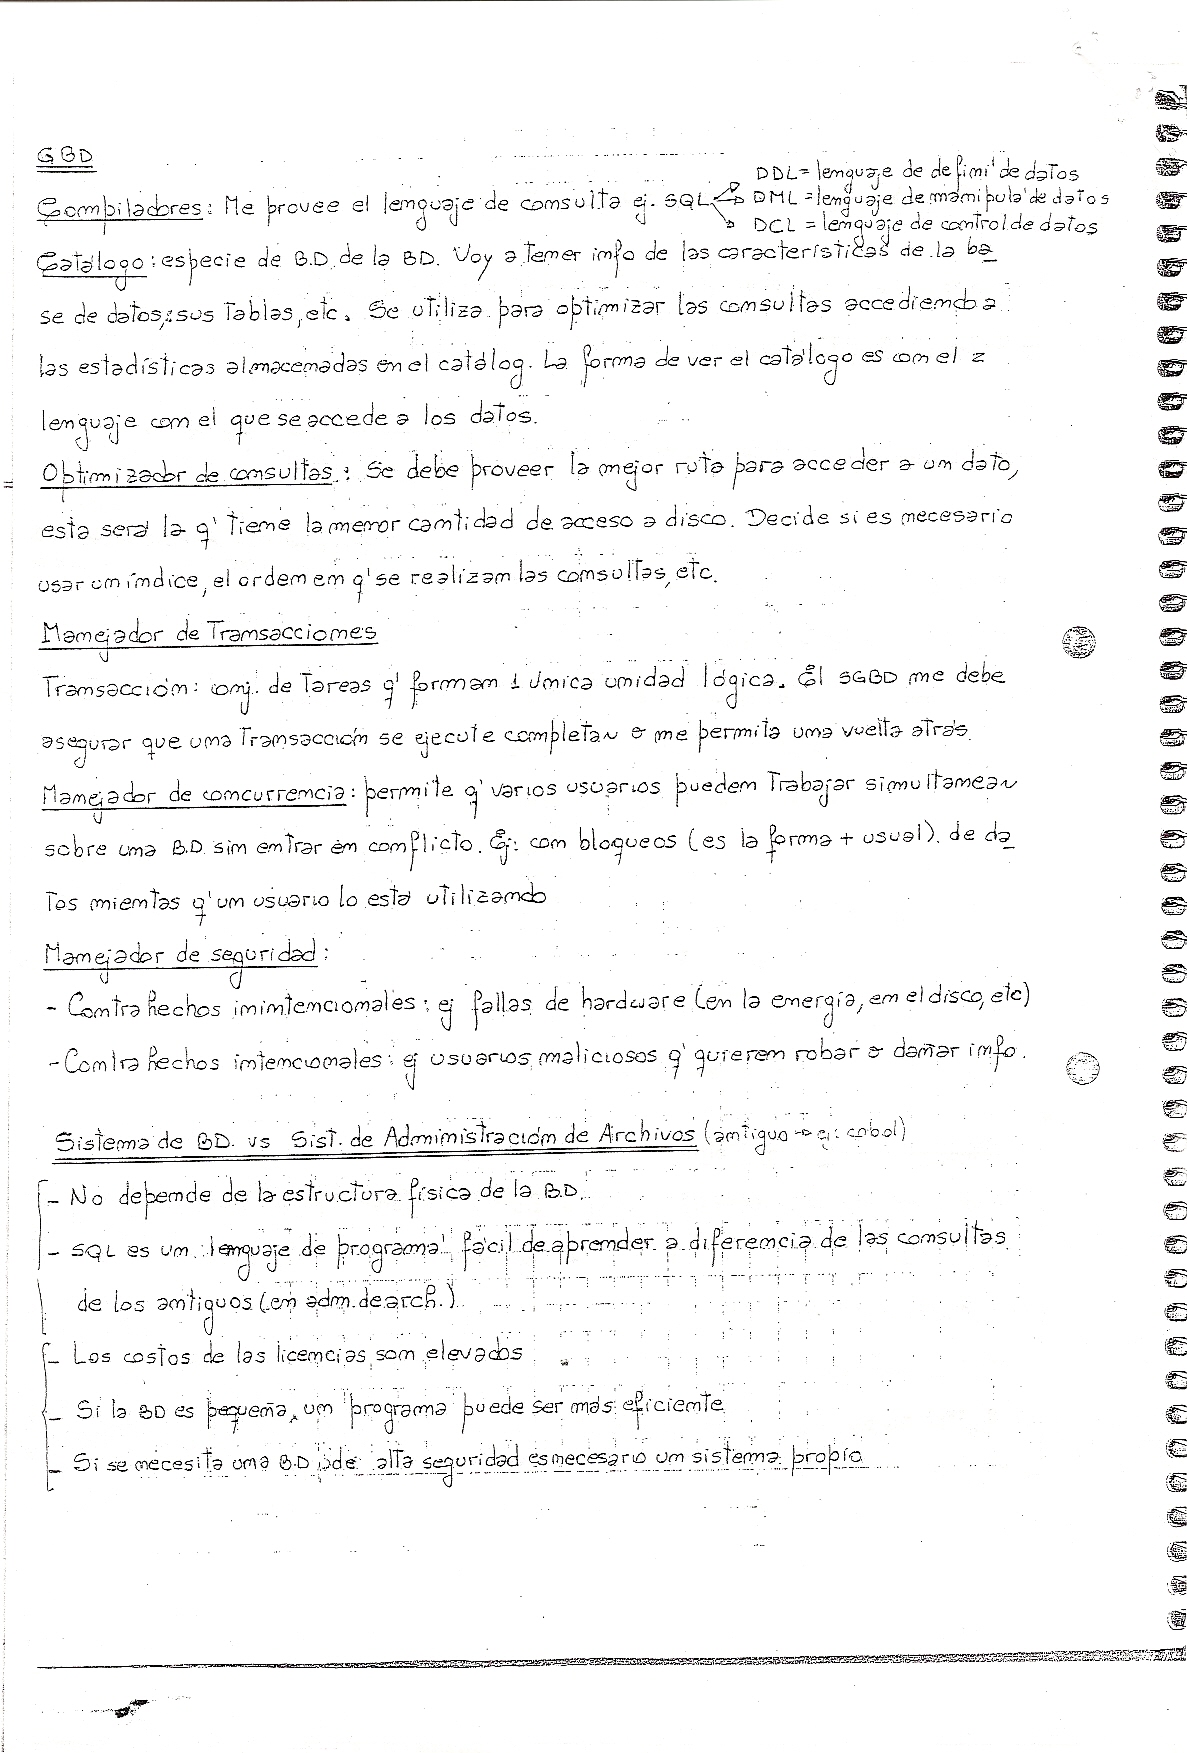 GBD
DDL = lenguaje de defini' de datos
Compiladores: Me provee el lenguaje de consulta ej. SQL → DML = lenguaje de manipula' de datos
DCL = lenguaje de control de datos
Catálogo: especie de B.D. de la BD. Voy a tener info de las características de la ba
se de datos, sus tablas, etc. Se utiliza para optimizar las consultas accediendo a
las estadísticas almacenadas en el catálog. La forma de ver el catálogo es con el
lenguaje con el que se accede a los datos.
Optimizador de consultas: Se debe proveer la mejor ruta para acceder a un dato,
esta será la q' tiene la menor cantidad de acceso a disco. Decide si es necesario
usar un índice, el orden en q' se realizan las consultas, etc.
Manejador de Transacciones
Transacción: conj. de tareas q' forman 1 única unidad lógica. El SGBD me debe
asegurar que una transacción se ejecute completa~ o me permita una vuelta atrás.
Manejador de concurrencia: permite q' varios usuarios pueden trabajar simultanea~
sobre una B.D. sin entrar en conflicto. Ej: con bloqueos (es la forma + usual). de da
tos mientas q' un usuario lo está utilizando
Manejador de seguridad:
- Contra hechos inintencionales: ej fallas de hardware (en la energía, en el disco, etc)
- Contra hechos intencionales: ej usuarios maliciosos q' quieren robar o dañar info.
Sistema de BD. vs Sist. de Administración de Archivos (antiguo → ej: cobol)
- No depende de la estructura física de la B.D.
- SQL es un lenguaje de programa' fácil de aprender a diferencia de las consultas
de los antiguos (en adm. de arch.)
- Los costos de las licencias son elevados
- Si la BD es pequeña, un programa puede ser más eficiente
- Si se necesita una B.D de alta seguridad es necesario un sistema propio